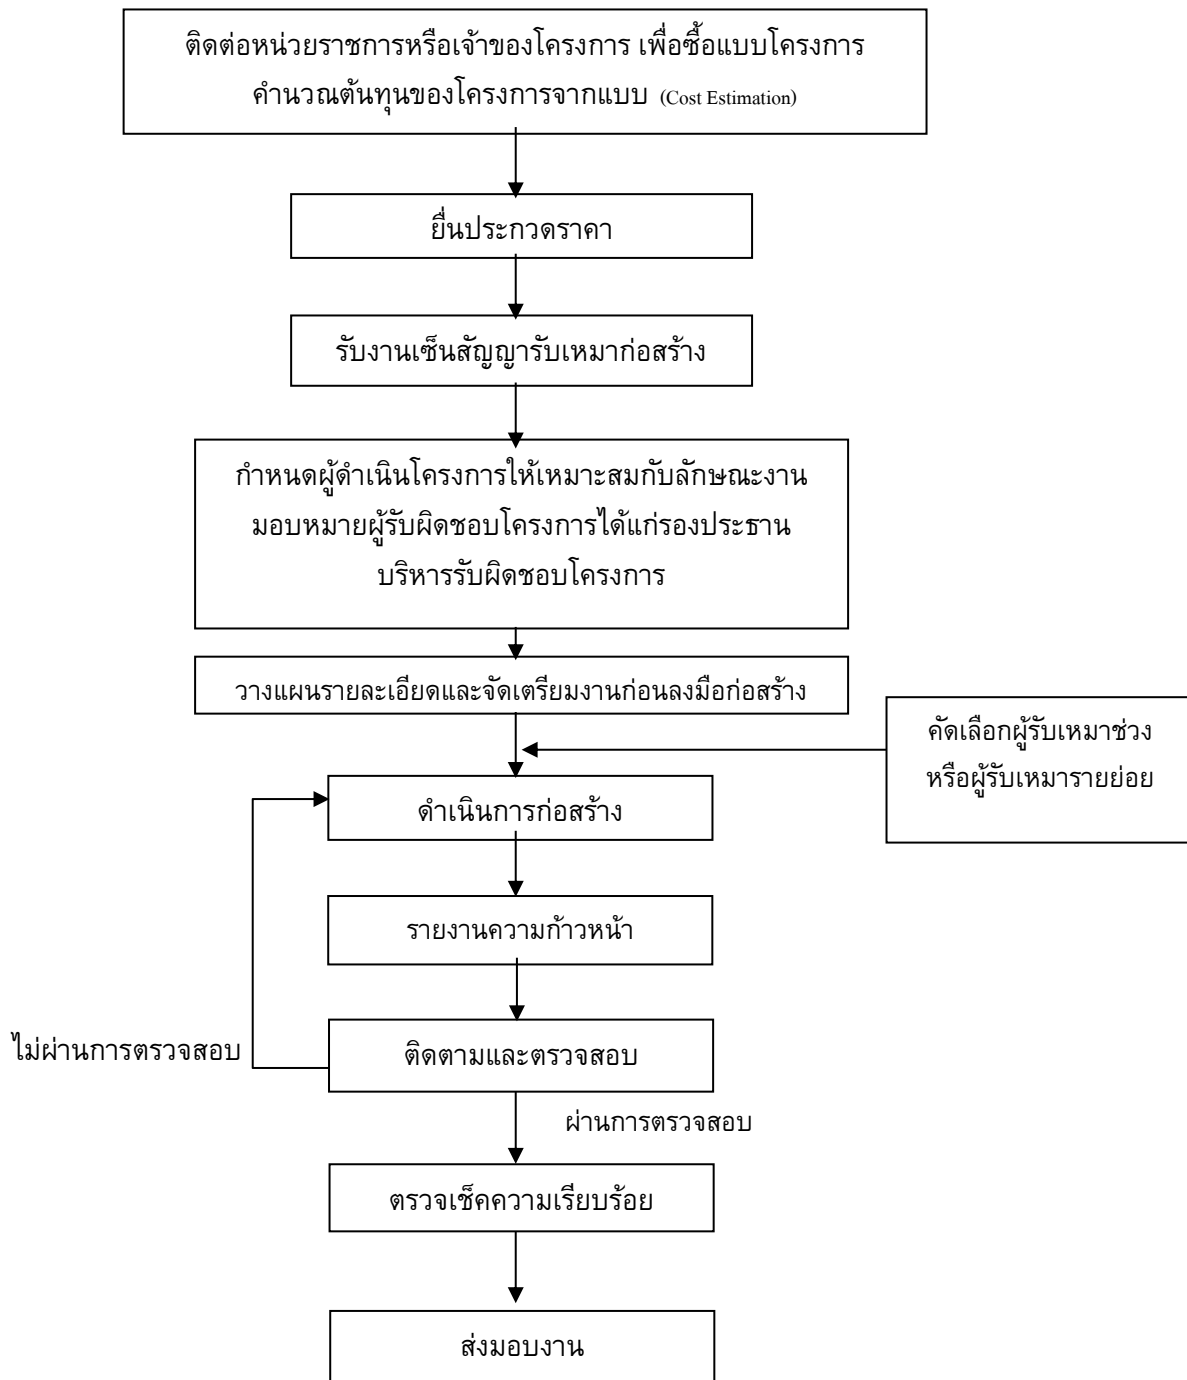 ติดต่อหน่วยราชการหรือเจ้าของโครงการ เพื่อซื้อแบบโครงการ
คำนวณต้นทุนของโครงการจากแบบ (Cost Estimation)
ยื่นประกวดราคา
รับงานเซ็นสัญญารับเหมาก่อสร้าง
กำหนดผู้ดำเนินโครงการให้เหมาะสมกับลักษณะงาน
มอบหมายผู้รับผิดชอบโครงการได้แก่รองประธาน
บริหารรับผิดชอบโครงการ
วางแผนรายละเอียดและจัดเตรียมงานก่อนลงมือก่อสร้าง
คัดเลือกผู้รับเหมาช่วง
หรือผู้รับเหมารายย่อย
ดำเนินการก่อสร้าง
รายงานความก้าวหน้า
ไม่ผ่านการตรวจสอบ
ติดตามและตรวจสอบ
ผ่านการตรวจสอบ
ตรวจเช็คความเรียบร้อย
ส่งมอบงาน